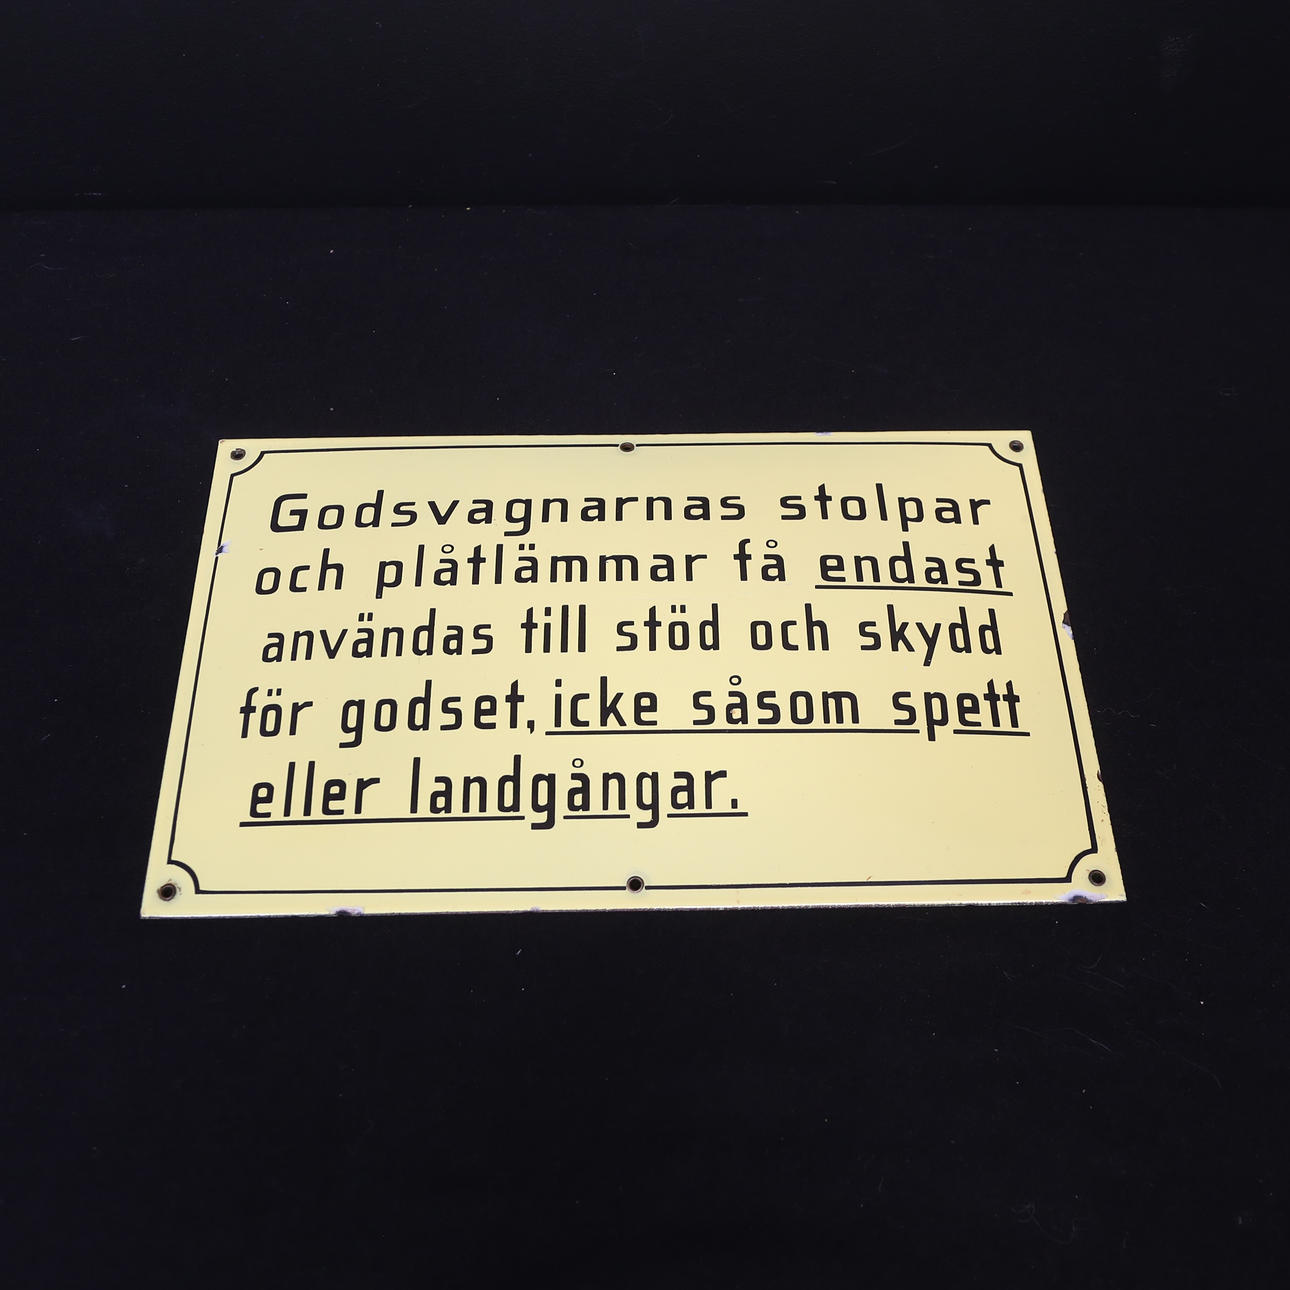 Godsvagnarnas stolpar
och plåtlämmar få endast
användas till stöd och skydd
för godset, icke såsom spett
eller landgångar.